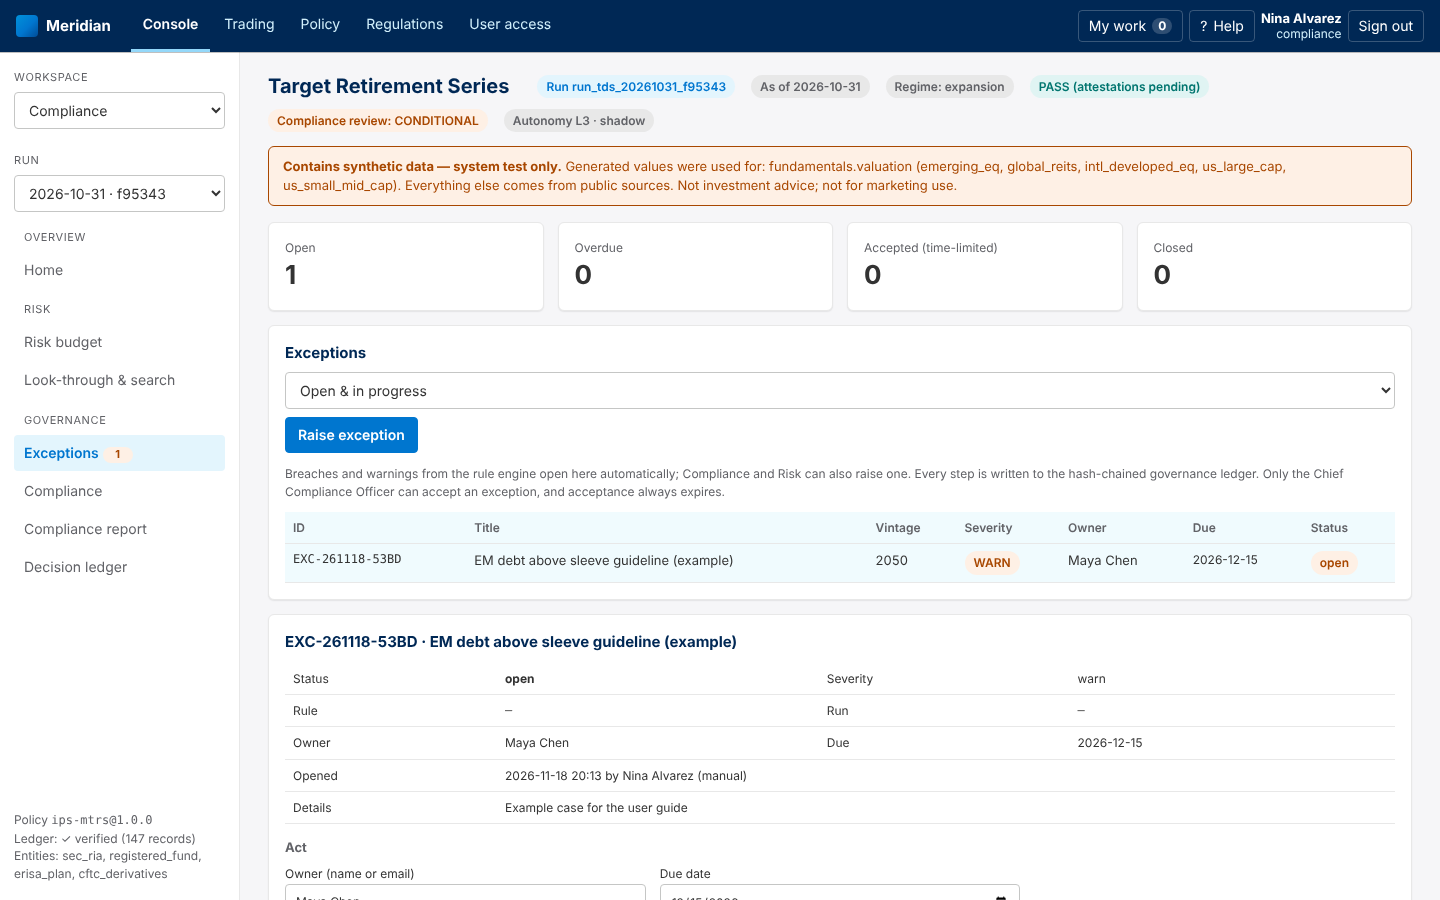 Meridian
Console
Trading
Policy
Regulations
User access
My work 0
? Help
Nina Alvarez
compliance
Sign out
WORKSPACE
Compliance
RUN
2026-10-31 · f95343
OVERVIEW
Home
RISK
Risk budget
Look-through & search
GOVERNANCE
Exceptions 1
Compliance
Compliance report
Decision ledger
Policy ips-mtrs@1.0.0
Ledger: ✓ verified (147 records)
Entities: sec_ria, registered_fund,
erisa_plan, cftc_derivatives
Target Retirement Series
Run run_tds_20261031_f95343
As of 2026-10-31
Regime: expansion
PASS (attestations pending)
Compliance review: CONDITIONAL
Autonomy L3 · shadow
Contains synthetic data — system test only. Generated values were used for: fundamentals.valuation (emerging_eq, global_reits, intl_developed_eq, us_large_cap,
us_small_mid_cap). Everything else comes from public sources. Not investment advice; not for marketing use.
Open
1
Overdue
0
Accepted (time-limited)
0
Closed
0
Exceptions
Open & in progress
Raise exception
Breaches and warnings from the rule engine open here automatically; Compliance and Risk can also raise one. Every step is written to the hash-chained governance ledger. Only the Chief
Compliance Officer can accept an exception, and acceptance always expires.
ID Title Vintage Severity Owner Due Status
EXC-261118-53BD EM debt above sleeve guideline (example) 2050 WARN Maya Chen 2026-12-15 open
EXC-261118-53BD · EM debt above sleeve guideline (example)
Status open Severity warn
Rule — Run —
Owner Maya Chen Due 2026-12-15
Opened 2026-11-18 20:13 by Nina Alvarez (manual)
Details Example case for the user guide
Act
Owner (name or email)
Due date